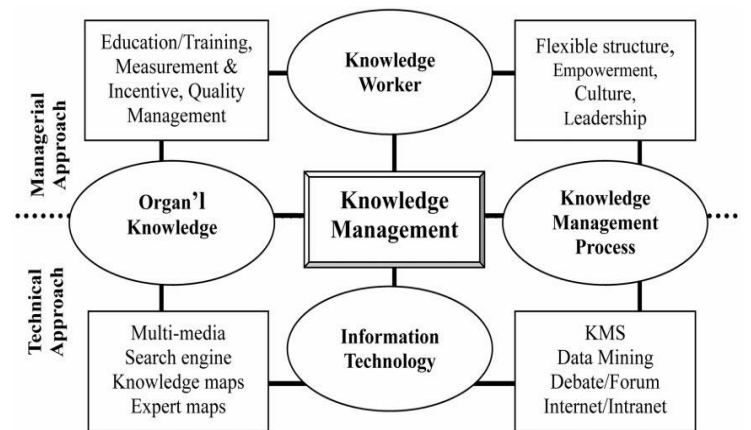 Education/Training,
Measurement &
Incentive, Quality
Management
Knowledge
Worker
Flexible structure,
Empowerment,
Culture,
Leadership
Managerial
Approach
Organ’l
Knowledge
Knowledge
Management
Knowledge
Management
Process
Technical
Approach
Multi-media
Search engine
Knowledge maps
Expert maps
Information
Technology
KMS
Data Mining
Debate/Forum
Internet/Intranet